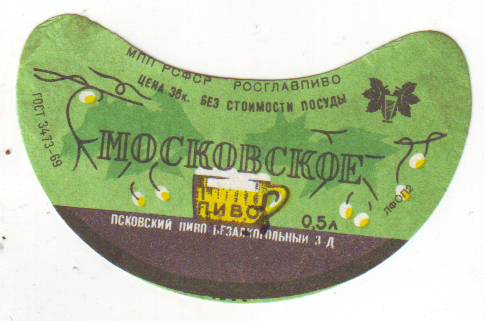 МПП РСФСР РОСГЛАВПИВО
ЦЕНА 36к. БЕЗ СТОИМОСТИ ПОСУДЫ
ГОСТ 3473-69
МОСКОВСКОЕ
ПИВО
0,5л
ПСКОВСКИЙ ПИВО БЕЗАЛКОГОЛЬНЫЙ З-Д